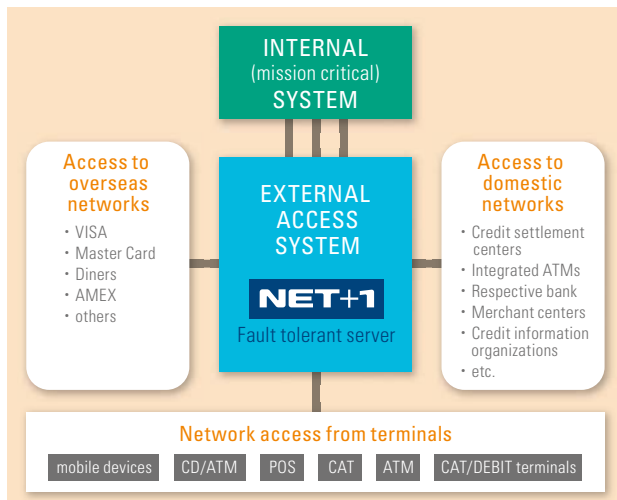 INTERNAL
(mission critical)
SYSTEM
Access to
overseas
networks
・VISA
・Master Card
・Diners
・AMEX
・others
EXTERNAL
ACCESS
SYSTEM
NET+1
Fault tolerant server
Access to
domestic
networks
・Credit settlement
centers
・Integrated ATMs
・Respective bank
・Merchant centers
・Credit information
organizations
・etc.
Network access from terminals
mobile devices CD/ATM POS CAT ATM CAT/DEBIT terminals